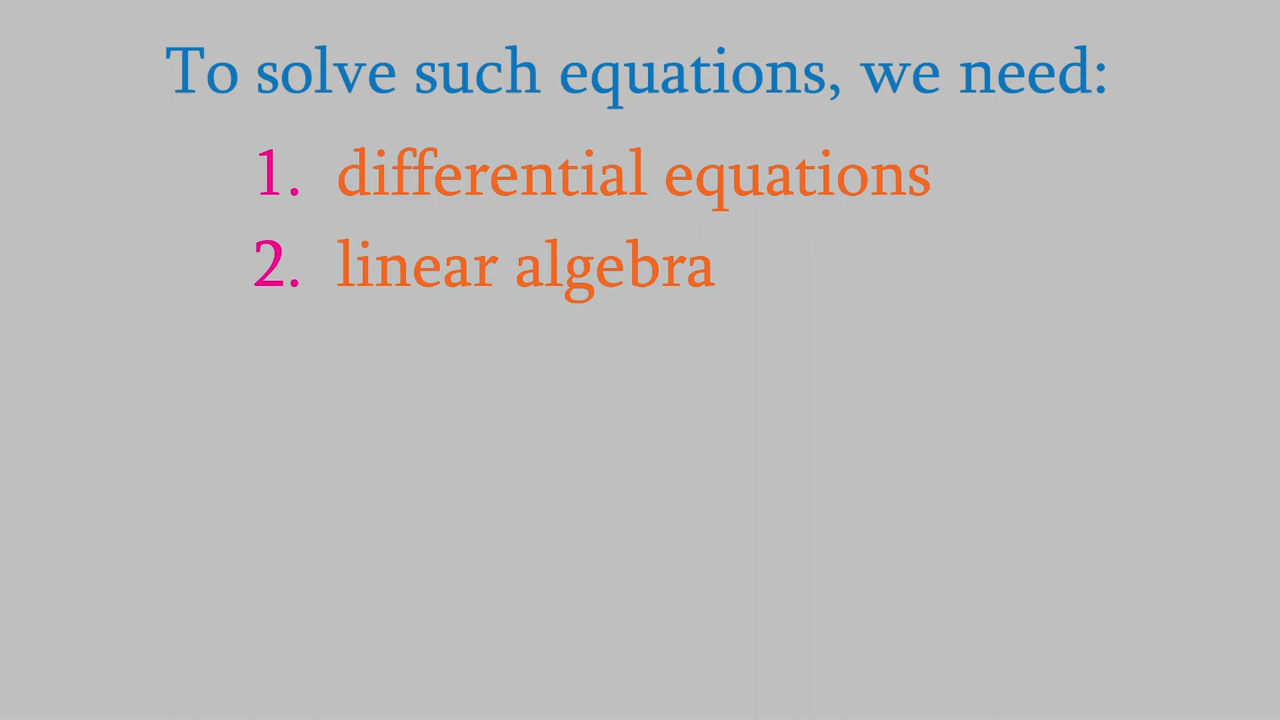 To solve such equations, we need:
1. differential equations
2. linear algebra